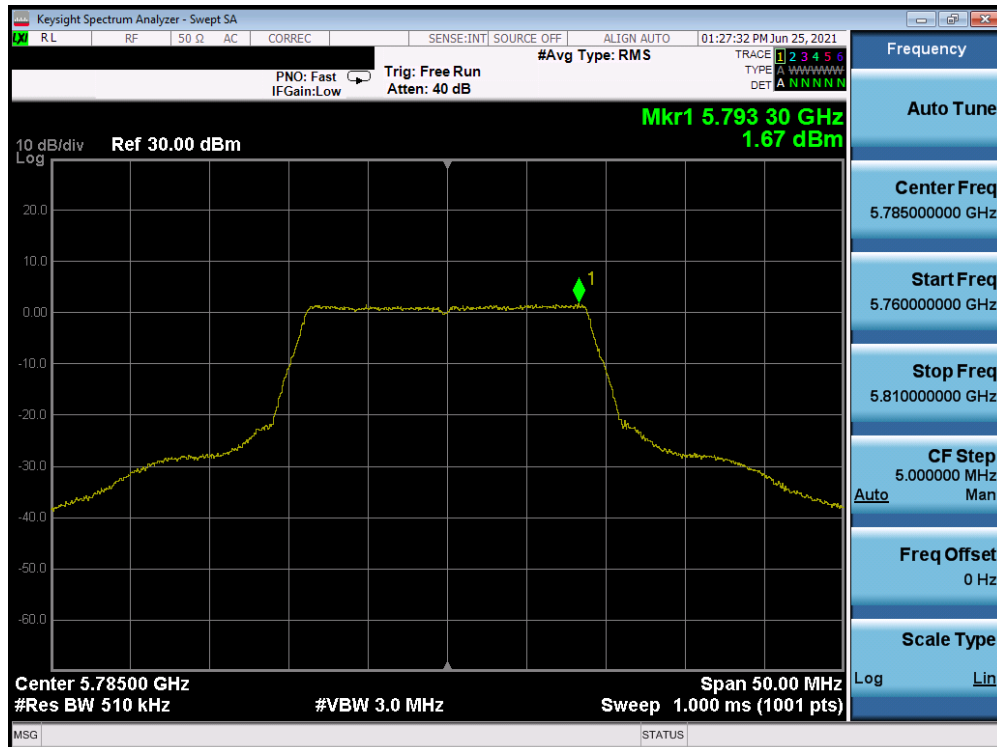 Keysight Spectrum Analyzer - Swept SA
LXI RL RF 50 Ω AC CORREC SENSE:INT SOURCE OFF ALIGN AUTO 01:27:32 PM Jun 25, 2021
#Avg Type: RMS
TRACE 1 2 3 4 5 6
PNO: Fast Trig: Free Run
TYPE A WWWWW
IFGain:Low Atten: 40 dB
DET A N N N N N
Mkr1 5.793 30 GHz
1.67 dBm
10 dB/div Ref 30.00 dBm
Log
1
20.0
10.0
0.00
-10.0
-20.0
-30.0
-40.0
-50.0
-60.0
Center 5.78500 GHz Span 50.00 MHz
#Res BW 510 kHz #VBW 3.0 MHz Sweep 1.000 ms (1001 pts)
MSG STATUS
Frequency
Auto Tune
Center Freq
5.785000000 GHz
Start Freq
5.760000000 GHz
Stop Freq
5.810000000 GHz
CF Step
5.000000 MHz
Auto Man
Freq Offset
0 Hz
Scale Type
Log Lin